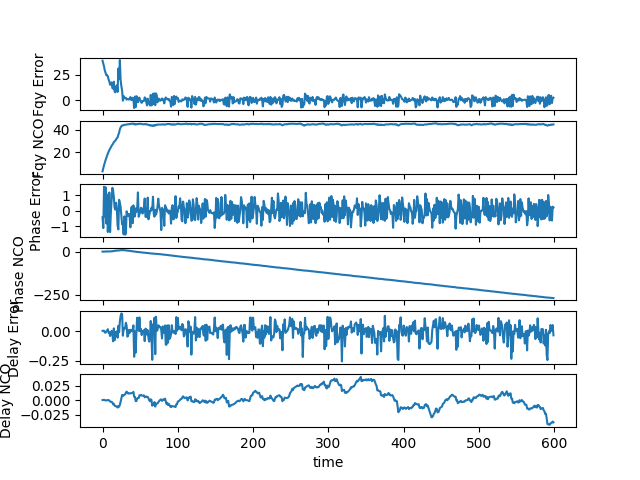 Fqy Error
25
0
Fqy NCO
40
20
Phase Error
1
0
−1
Phase NCO
0
−250
Delay Error
0.00
−0.25
Delay NCO
0.025
0.000
−0.025
0 100 200 300 400 500 600
time